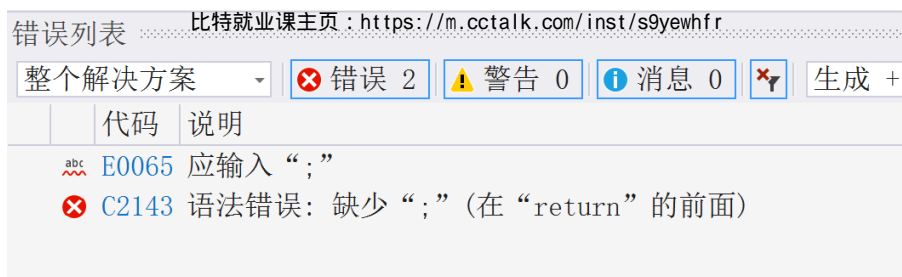 比特就业课主页：https://m.cctalk.com/inst/s9yewhfr
错误列表
整个解决方案 错误 2 警告 0 消息 0 生成 +
代码 说明
abc E0065 应输入“;”
C2143 语法错误: 缺少“;”(在“return”的前面)